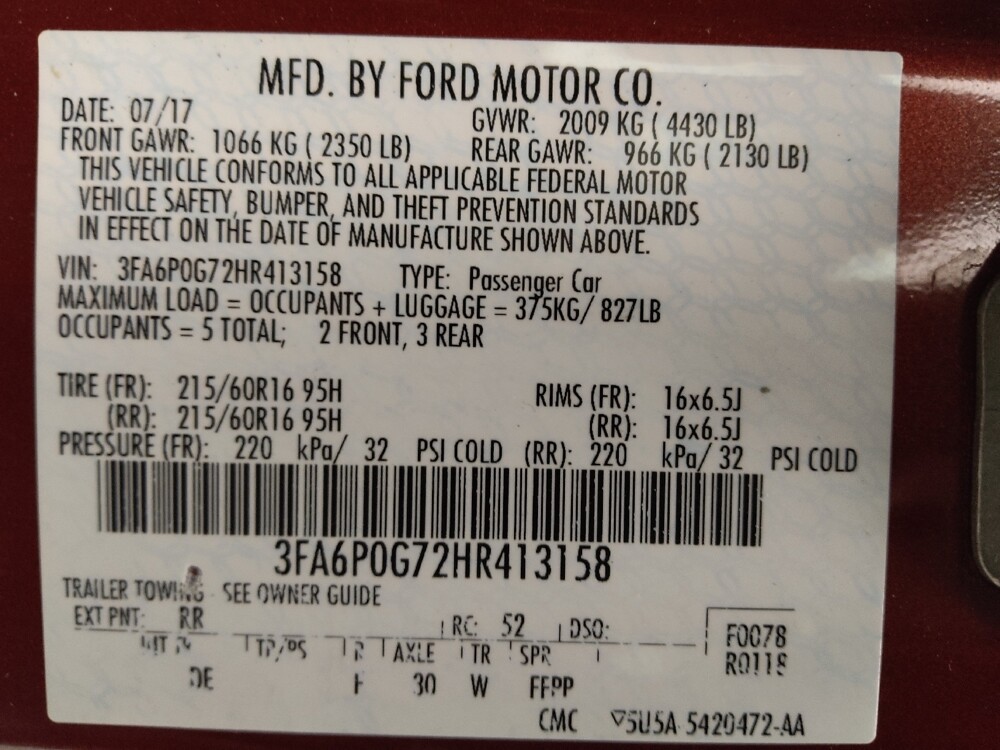 MFD. BY FORD MOTOR CO.
DATE: 07/17 GVWR: 2009 KG ( 4430 LB)
FRONT GAWR: 1066 KG ( 2350 LB) REAR GAWR: 966 KG ( 2130 LB)
THIS VEHICLE CONFORMS TO ALL APPLICABLE FEDERAL MOTOR
VEHICLE SAFETY, BUMPER, AND THEFT PREVENTION STANDARDS
IN EFFECT ON THE DATE OF MANUFACTURE SHOWN ABOVE.
VIN: 3FA6P0G72HR413158 TYPE: Passenger Car
MAXIMUM LOAD = OCCUPANTS + LUGGAGE = 375KG/ 827LB
OCCUPANTS = 5 TOTAL; 2 FRONT, 3 REAR
TIRE (FR): 215/60R16 95H RIMS (FR): 16x6.5J
(RR): 215/60R16 95H (RR): 16x6.5J
PRESSURE (FR): 220 kPa/ 32 PSI COLD (RR): 220 kPa/ 32 PSI COLD
3FA6P0G72HR413158
TRAILER TOWING - SEE OWNER GUIDE
EXT PNT: RR RC: 52 DSO: F0078
TP/PS R AXLE TR SPR R0118
30 W
CMC ▽5U5A 5420472-AA